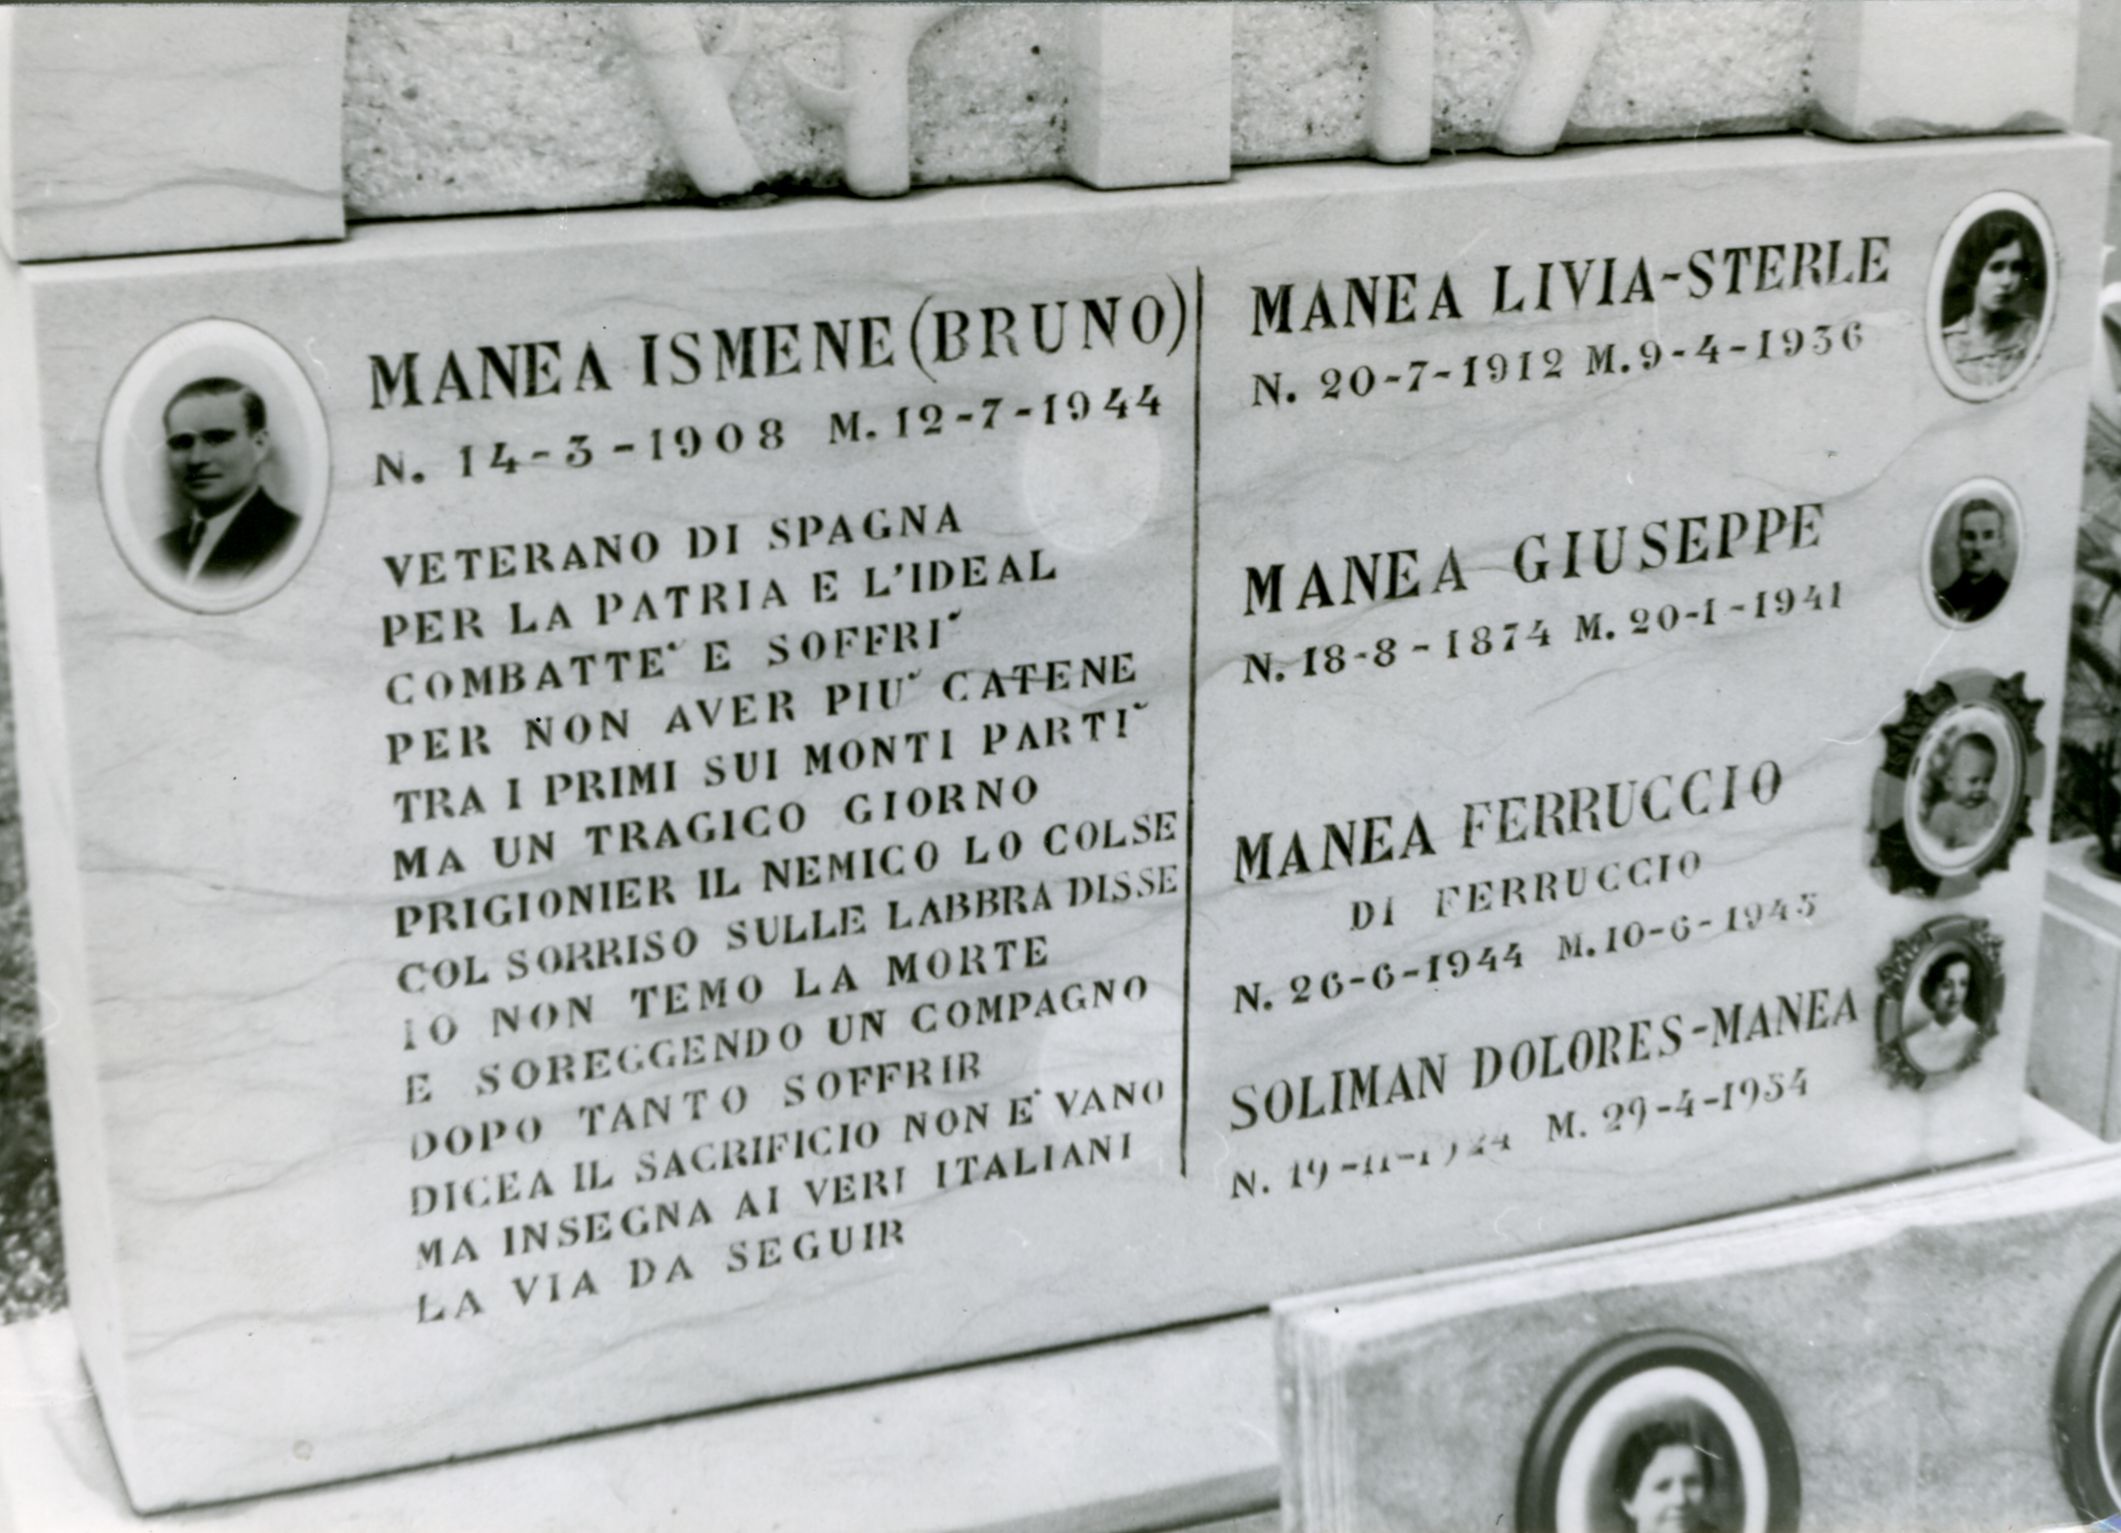 MANEA ISMENE (BRUNO)
N. 14-3-1908 M. 12-7-1944
VETERANO DI SPAGNA
PER LA PATRIA E L'IDEAL
COMBATTE' E SOFFRI'
PER NON AVER PIU' CATENE
TRA I PRIMI SUI MONTI PARTI'
MA UN TRAGICO GIORNO
PRIGIONIER IL NEMICO LO COLSE
COL SORRISO SULLE LABBRA DISSE
IO NON TEMO LA MORTE
E SOREGGENDO UN COMPAGNO
DOPO TANTO SOFFRIR
DICEA IL SACRIFICIO NON E' VANO
MA INSEGNA AI VERI ITALIANI
LA VIA DA SEGUIR
MANEA LIVIA-STERLE
N. 20-7-1912 M. 9-4-1936
MANEA GIUSEPPE
N. 18-8-1874 M. 20-1-1941
MANEA FERRUCCIO
DI FERRUCCIO
N. 26-6-1944 M. 10-6-1945
SOLIMAN DOLORES-MANEA
N. 19-11-1924 M. 29-4-1954